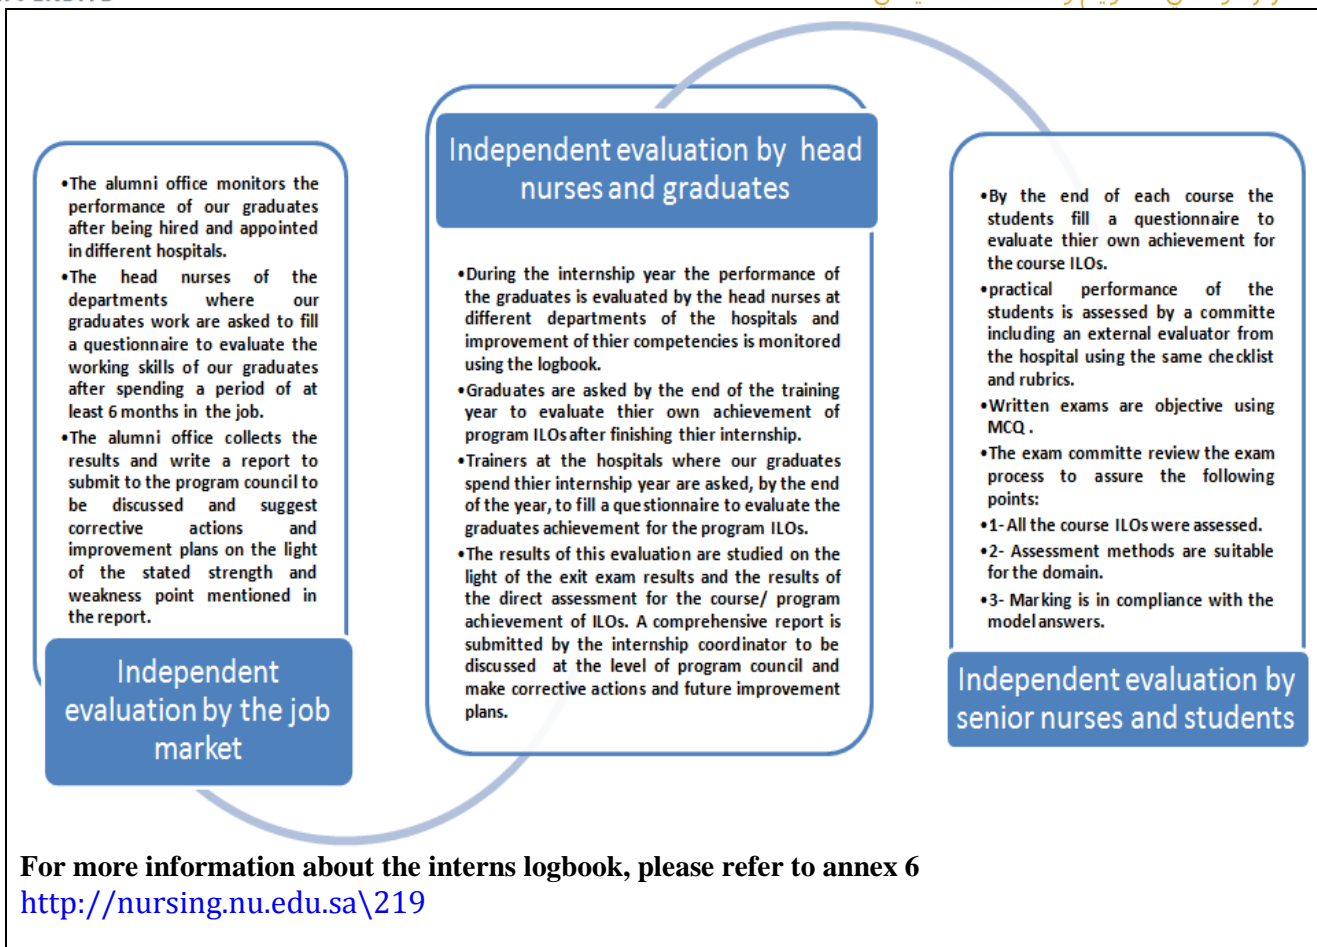 •The alumni office monitors the
performance of our graduates
after being hired and appointed
in different hospitals.
•The head nurses of the
departments where our
graduates work are asked to fill
a questionnaire to evaluate the
working skills of our graduates
after spending a period of at
least 6 months in the job.
•The alumni office collects the
results and write a report to
submit to the program council to
be discussed and suggest
corrective actions and
improvement plans on the light
of the stated strength and
weakness point mentioned in
the report.
Independent
evaluation by the job
market
Independent evaluation by head
nurses and graduates
•During the internship year the performance of
the graduates is evaluated by the head nurses at
different departments of the hospitals and
improvement of thier competencies is monitored
using the logbook.
•Graduates are asked by the end of the training
year to evaluate thier own achievement of
program ILOs after finishing thier internship.
•Trainers at the hospitals where our graduates
spend thier internship year are asked, by the end
of the year, to fill a questionnaire to evaluate the
graduates achievement for the program ILOs.
•The results of this evaluation are studied on the
light of the exit exam results and the results of
the direct assessment for the course/ program
achievement of ILOs. A comprehensive report is
submitted by the internship coordinator to be
discussed at the level of program council and
make corrective actions and future improvement
plans.
•By the end of each course the
students fill a questionnaire to
evaluate thier own achievement for
the course ILOs.
•practical performance of the
students is assessed by a committe
including an external evaluator from
the hospital using the same checklist
and rubrics.
•Written exams are objective using
MCQ .
•The exam committe review the exam
process to assure the following
points:
•1- All the course ILOs were assessed.
•2- Assessment methods are suitable
for the domain.
•3- Marking is in compliance with the
model answers.
Independent evaluation by
senior nurses and students
For more information about the interns logbook, please refer to annex 6
http://nursing.nu.edu.sa\219